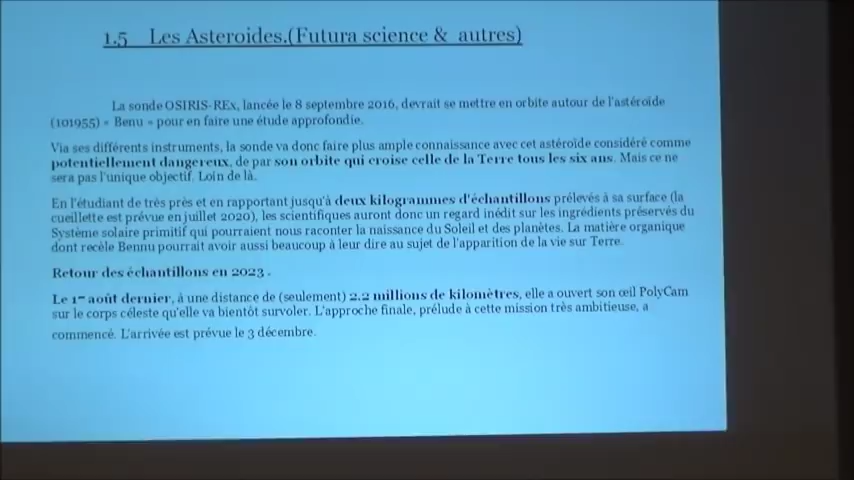 1.5 Les Asteroides.(Futura science & autres)
La sonde OSIRIS-REx, lancée le 8 septembre 2016, devrait se mettre en orbite autour de l'astéroïde
(101955) « Benu » pour en faire une étude approfondie.
Via ses différents instruments, la sonde va donc faire plus ample connaissance avec cet astéroïde considéré comme
potentiellement dangereux, de par son orbite qui croise celle de la Terre tous les six ans. Mais ce ne
sera pas l'unique objectif. Loin de là.
En l'étudiant de très près et en rapportant jusqu'à deux kilogrammes d'échantillons prélevés à sa surface (la
cueillette est prévue en juillet 2020), les scientifiques auront donc un regard inédit sur les ingrédients préservés du
Système solaire primitif qui pourraient nous raconter la naissance du Soleil et des planètes. La matière organique
dont recèle Bennu pourrait avoir aussi beaucoup à leur dire au sujet de l'apparition de la vie sur Terre.
Retour des échantillons en 2023 .
Le 1er août dernier, à une distance de (seulement) 2,2 millions de kilomètres, elle a ouvert son œil PolyCam
sur le corps céleste qu'elle va bientôt survoler. L'approche finale, prélude à cette mission très ambitieuse, a
commencé. L'arrivée est prévue le 3 décembre.